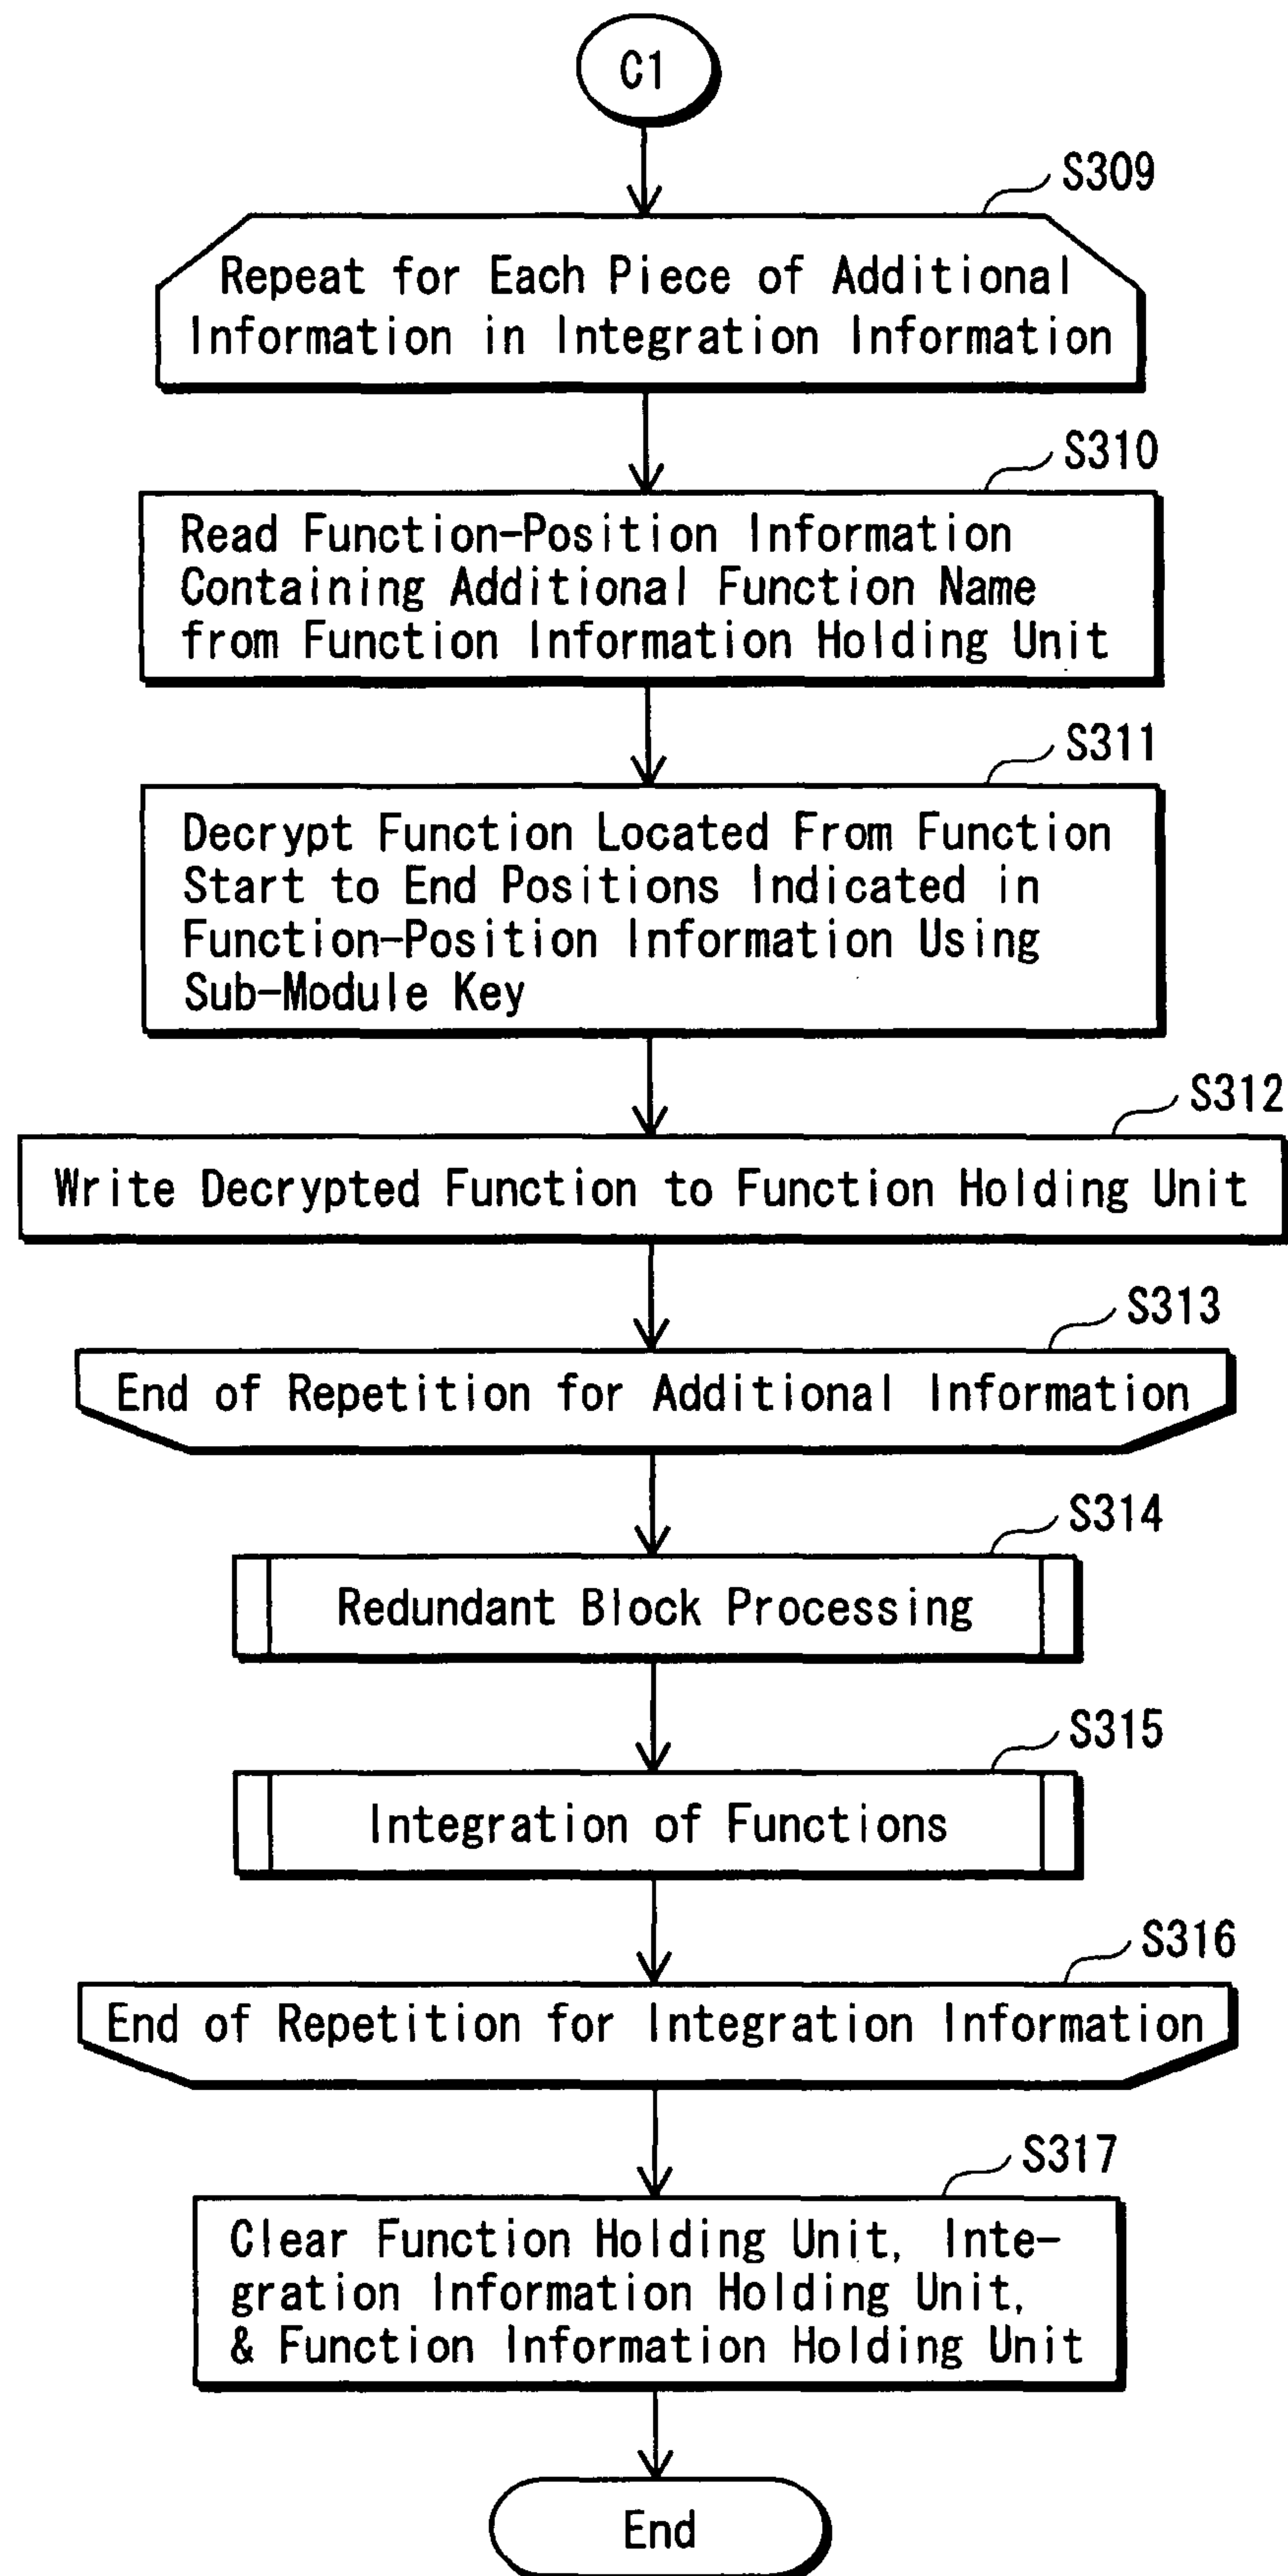 C1
S309
Repeat for Each Piece of Additional
Information in Integration Information
S310
Read Function-Position Information
Containing Additional Function Name
from Function Information Holding Unit
S311
Decrypt Function Located From Function
Start to End Positions Indicated in
Function-Position Information Using
Sub-Module Key
S312
Write Decrypted Function to Function Holding Unit
S313
End of Repetition for Additional Information
S314
Redundant Block Processing
S315
Integration of Functions
S316
End of Repetition for Integration Information
S317
Clear Function Holding Unit, Inte-
gration Information Holding Unit,
& Function Information Holding Unit
End